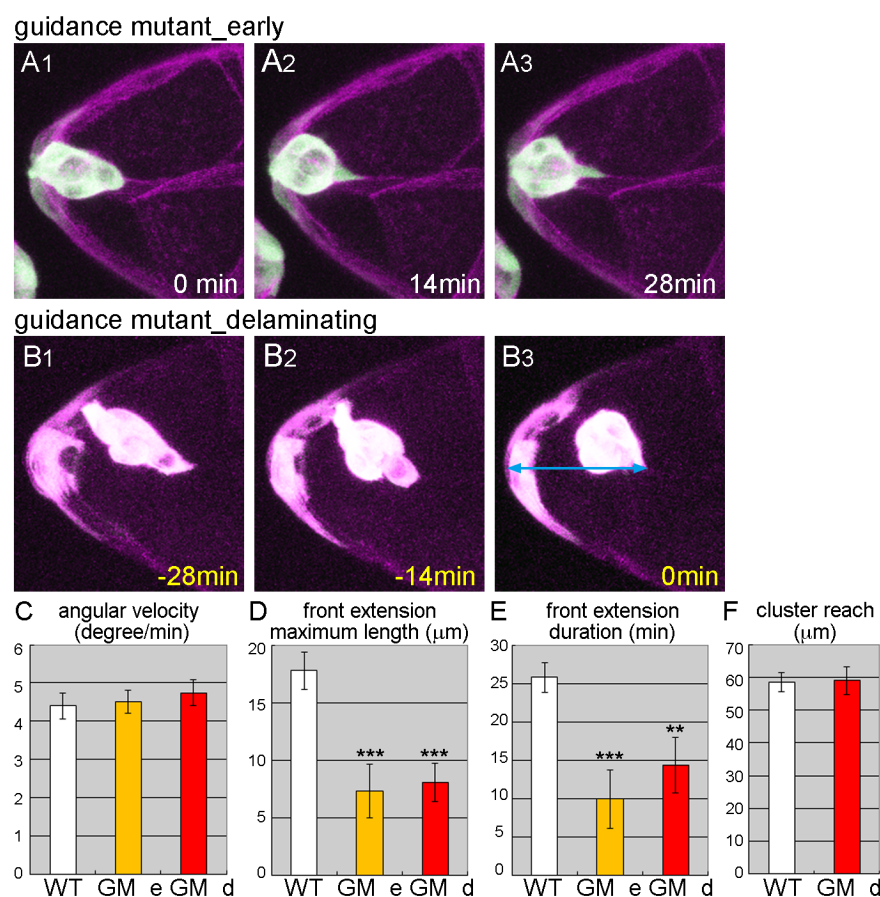 guidance mutant_early
A1 A2 A3
0 min 14min 28min
guidance mutant_delaminating
B1 B2 B3
-28min -14min 0min
C angular velocity (degree/min)
6
5
4
3
2
1
0
WT GM e GM d
D front extension maximum length (μm)
20
15
10
5
0
*** ***
WT GM e GM d
E front extension duration (min)
30
25
20
15
10
5
0
*** **
WT GM e GM d
F cluster reach (μm)
70
60
50
40
30
20
10
0
WT GM d